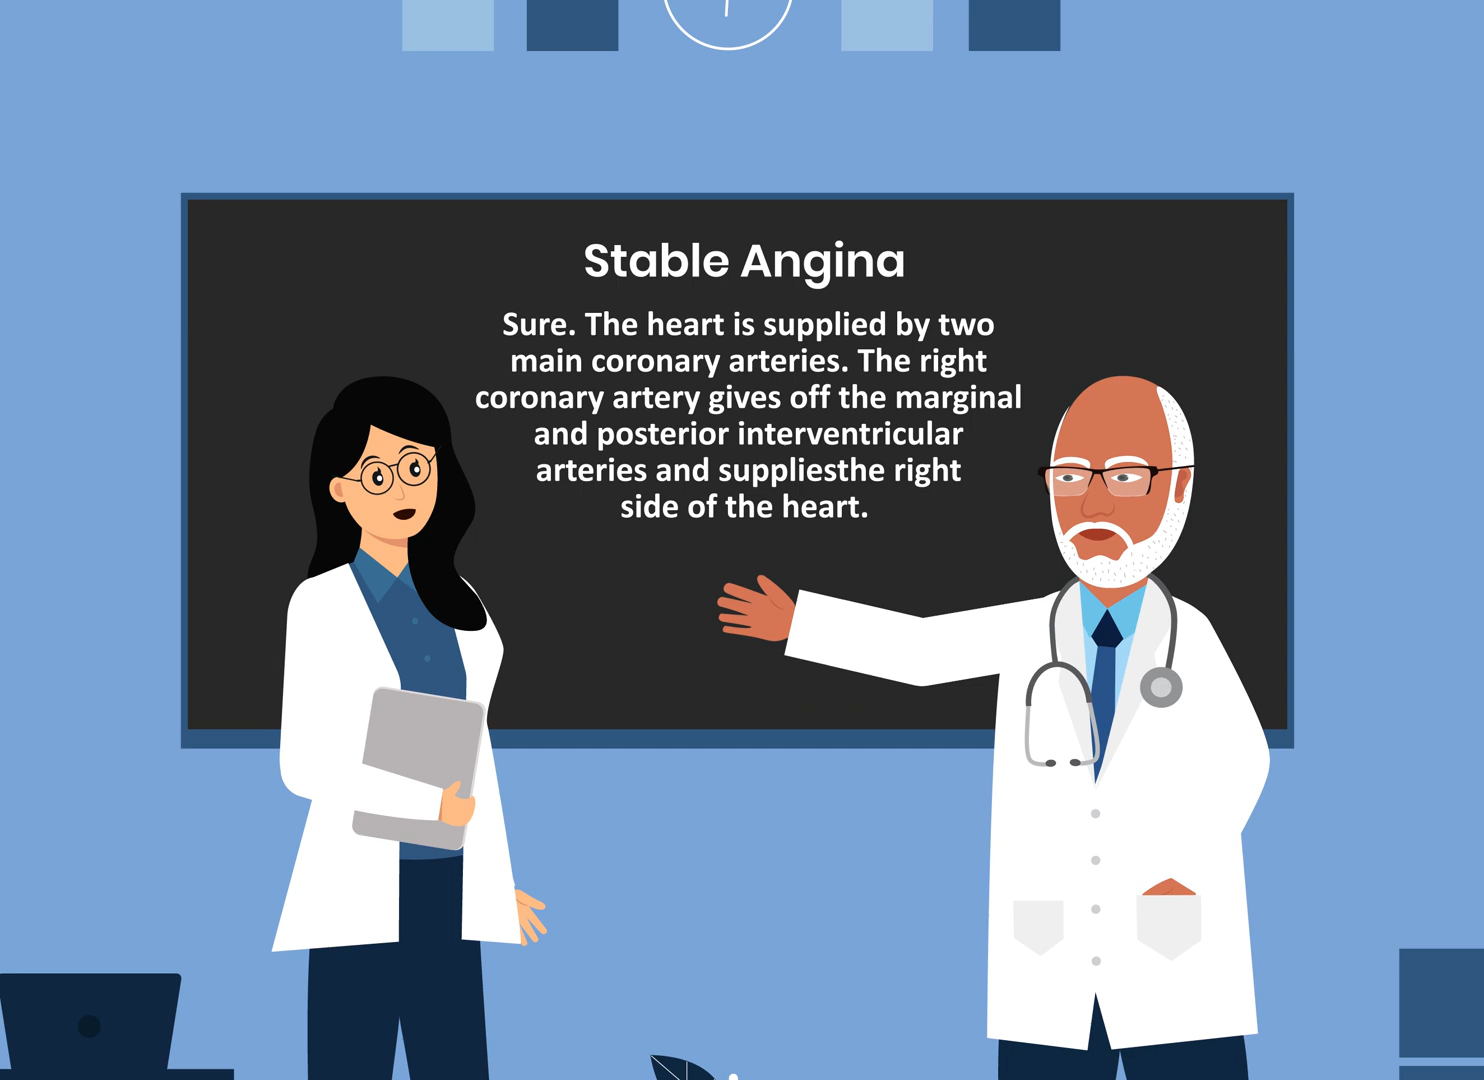 Stable Angina
Sure. The heart is supplied by two
main coronary arteries. The right
coronary artery gives off the marginal
and posterior interventricular
arteries and suppliesthe right
side of the heart.